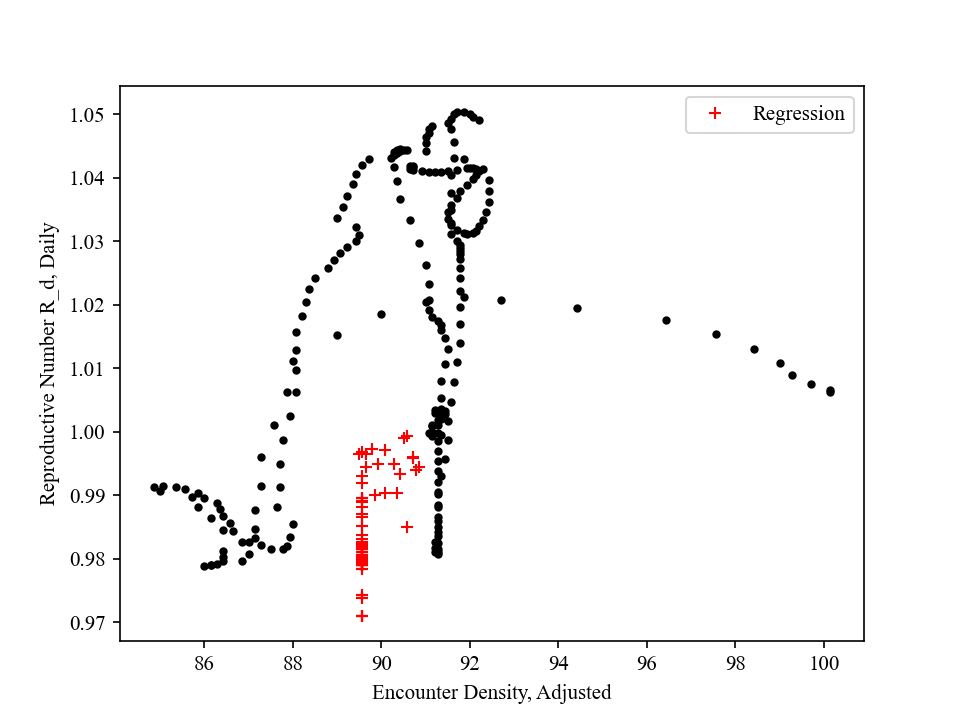 Regression
1.05
1.04
1.03
1.02
1.01
1.00
0.99
0.98
0.97
Reproductive Number R_d, Daily
86 88 90 92 94 96 98 100
Encounter Density, Adjusted